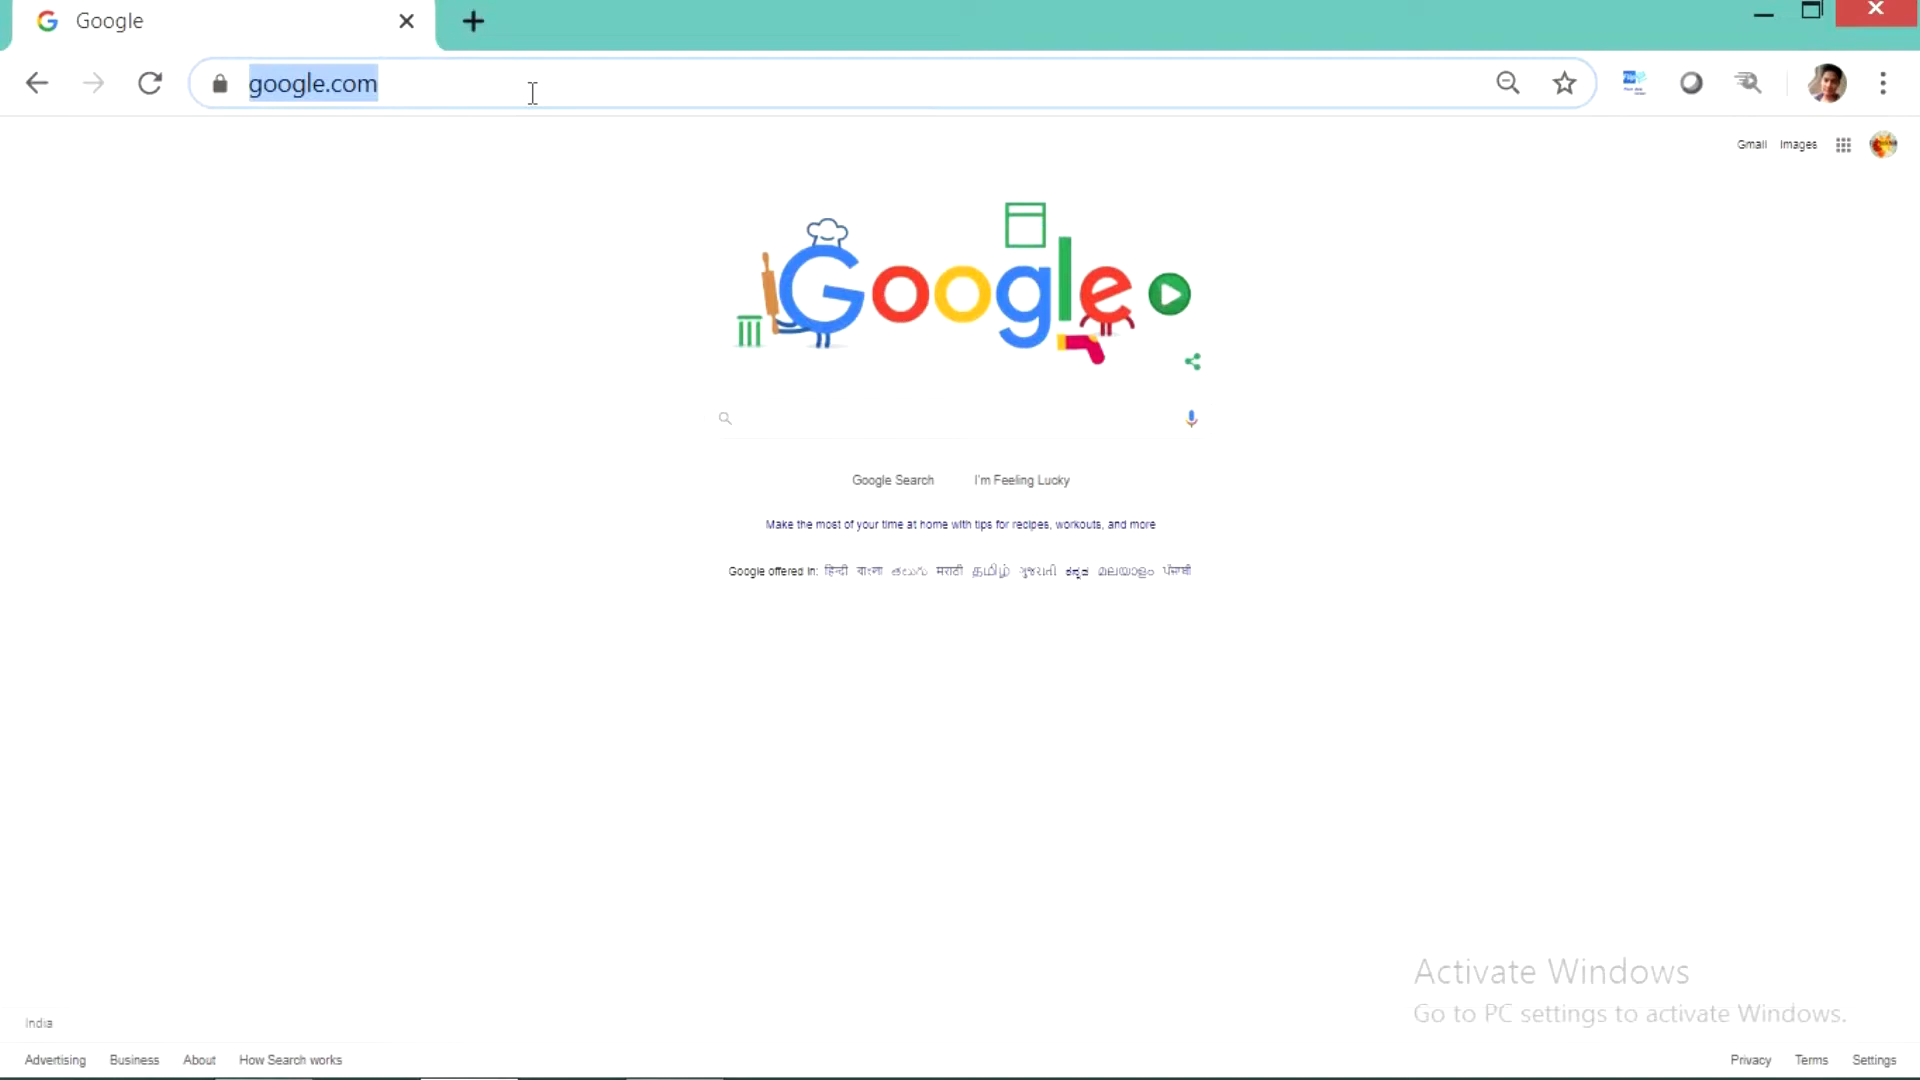 Google
google.com
Gmail Images
Google
Google Search I'm Feeling Lucky
Make the most of your time at home with tips for recipes, workouts, and more
Google offered in: हिन्दी বাংলা తెలుగు मराठी தமிழ் ગુજરાતી ಕನ್ನಡ മലയാളം ਪੰਜਾਬੀ
Activate Windows
Go to PC settings to activate Windows.
India
Advertising Business About How Search works Privacy Terms Settings